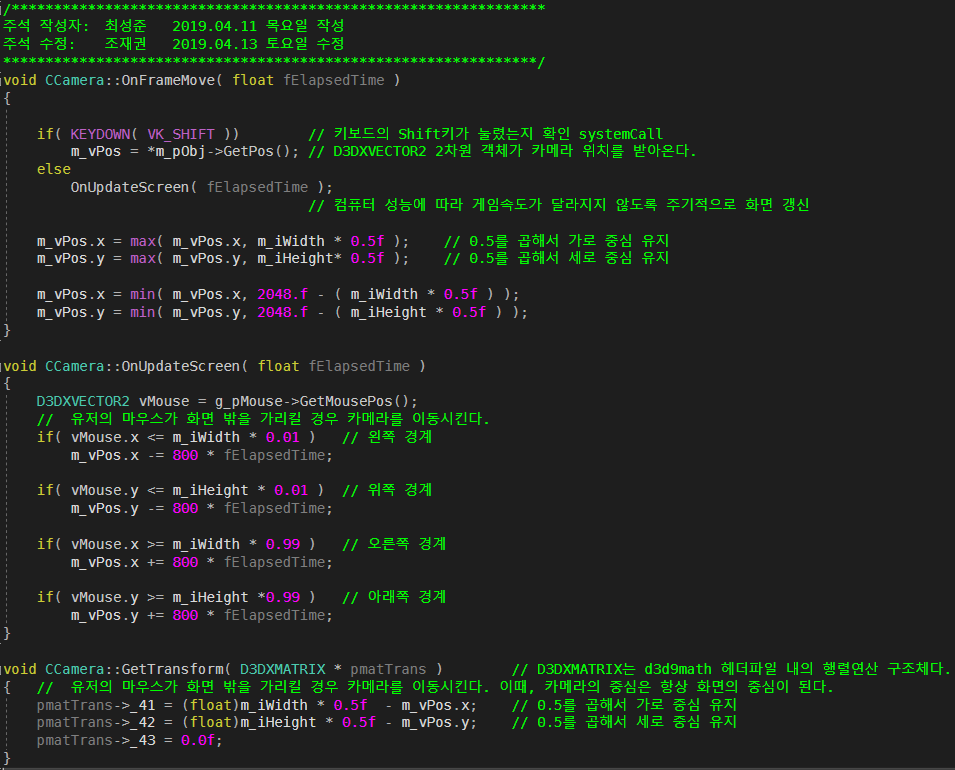 /***************************************************************
주석 작성자:  최성준   2019.04.11 목요일 작성
주석 수정:   조재권   2019.04.13 토요일 수정
***************************************************************/
void CCamera::OnFrameMove( float fElapsedTime )
{
if( KEYDOWN( VK_SHIFT ))        // 키보드의 Shift키가 눌렸는지 확인 systemCall
m_vPos = *m_pObj->GetPos(); // D3DXVECTOR2 2차원 객체가 카메라 위치를 받아온다.
else
OnUpdateScreen( fElapsedTime );
// 컴퓨터 성능에 따라 게임속도가 달라지지 않도록 주기적으로 화면 갱신
m_vPos.x = max( m_vPos.x, m_iWidth * 0.5f );    // 0.5를 곱해서 가로 중심 유지
m_vPos.y = max( m_vPos.y, m_iHeight* 0.5f );    // 0.5를 곱해서 세로 중심 유지
m_vPos.x = min( m_vPos.x, 2048.f - ( m_iWidth * 0.5f ) );
m_vPos.y = min( m_vPos.y, 2048.f - ( m_iHeight * 0.5f ) );
}
void CCamera::OnUpdateScreen( float fElapsedTime )
{
D3DXVECTOR2 vMouse = g_pMouse->GetMousePos();
//  유저의 마우스가 화면 밖을 가리킬 경우 카메라를 이동시킨다.
if( vMouse.x <= m_iWidth * 0.01 )   // 왼쪽 경계
m_vPos.x -= 800 * fElapsedTime;
if( vMouse.y <= m_iHeight * 0.01 )  // 위쪽 경계
m_vPos.y -= 800 * fElapsedTime;
if( vMouse.x >= m_iWidth * 0.99 )   // 오른쪽 경계
m_vPos.x += 800 * fElapsedTime;
if( vMouse.y >= m_iHeight *0.99 )   // 아래쪽 경계
m_vPos.y += 800 * fElapsedTime;
}
void CCamera::GetTransform( D3DXMATRIX * pmatTrans )        // D3DXMATRIX는 d3d9math 헤더파일 내의 행렬연산 구조체다.
{   //  유저의 마우스가 화면 밖을 가리킬 경우 카메라를 이동시킨다. 이때, 카메라의 중심은 항상 화면의 중심이 된다.
pmatTrans->_41 = (float)m_iWidth * 0.5f  - m_vPos.x;    // 0.5를 곱해서 가로 중심 유지
pmatTrans->_42 = (float)m_iHeight * 0.5f - m_vPos.y;    // 0.5를 곱해서 세로 중심 유지
pmatTrans->_43 = 0.0f;
}